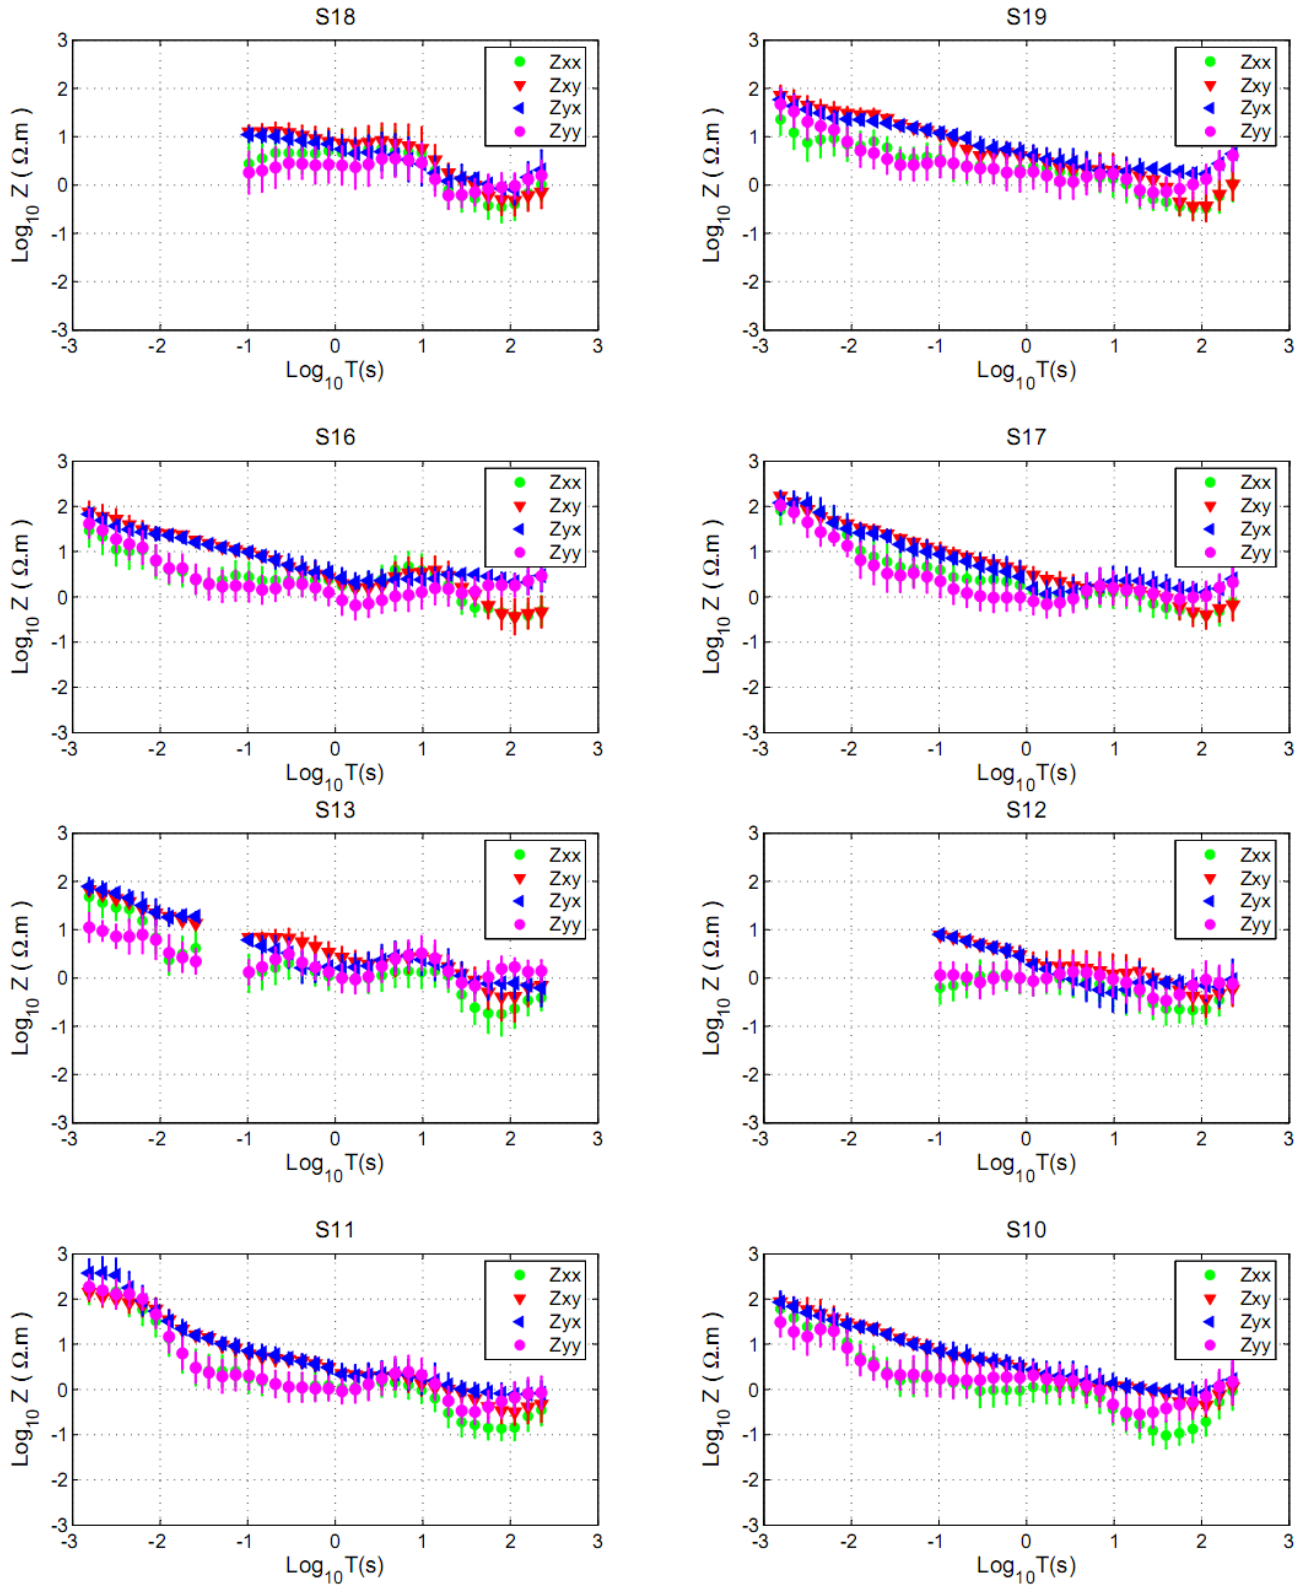 S18
3
2
1
0
-1
-2
-3
-3 -2 -1 0 1 2 3
Log10 Z ( Ω.m )
Log10T(s)
Zxx
Zxy
Zyx
Zyy
S19
3
2
1
0
-1
-2
-3
-3 -2 -1 0 1 2 3
Log10 Z ( Ω.m )
Log10T(s)
Zxx
Zxy
Zyx
Zyy
S16
3
2
1
0
-1
-2
-3
-3 -2 -1 0 1 2 3
Log10 Z ( Ω.m )
Log10T(s)
Zxx
Zxy
Zyx
Zyy
S17
3
2
1
0
-1
-2
-3
-3 -2 -1 0 1 2 3
Log10 Z ( Ω.m )
Log10T(s)
Zxx
Zxy
Zyx
Zyy
S13
3
2
1
0
-1
-2
-3
-3 -2 -1 0 1 2 3
Log10 Z ( Ω.m )
Log10T(s)
Zxx
Zxy
Zyx
Zyy
S12
3
2
1
0
-1
-2
-3
-3 -2 -1 0 1 2 3
Log10 Z ( Ω.m )
Log10T(s)
Zxx
Zxy
Zyx
Zyy
S11
3
2
1
0
-1
-2
-3
-3 -2 -1 0 1 2 3
Log10 Z ( Ω.m )
Log10T(s)
Zxx
Zxy
Zyx
Zyy
S10
3
2
1
0
-1
-2
-3
-3 -2 -1 0 1 2 3
Log10 Z ( Ω.m )
Log10T(s)
Zxx
Zxy
Zyx
Zyy